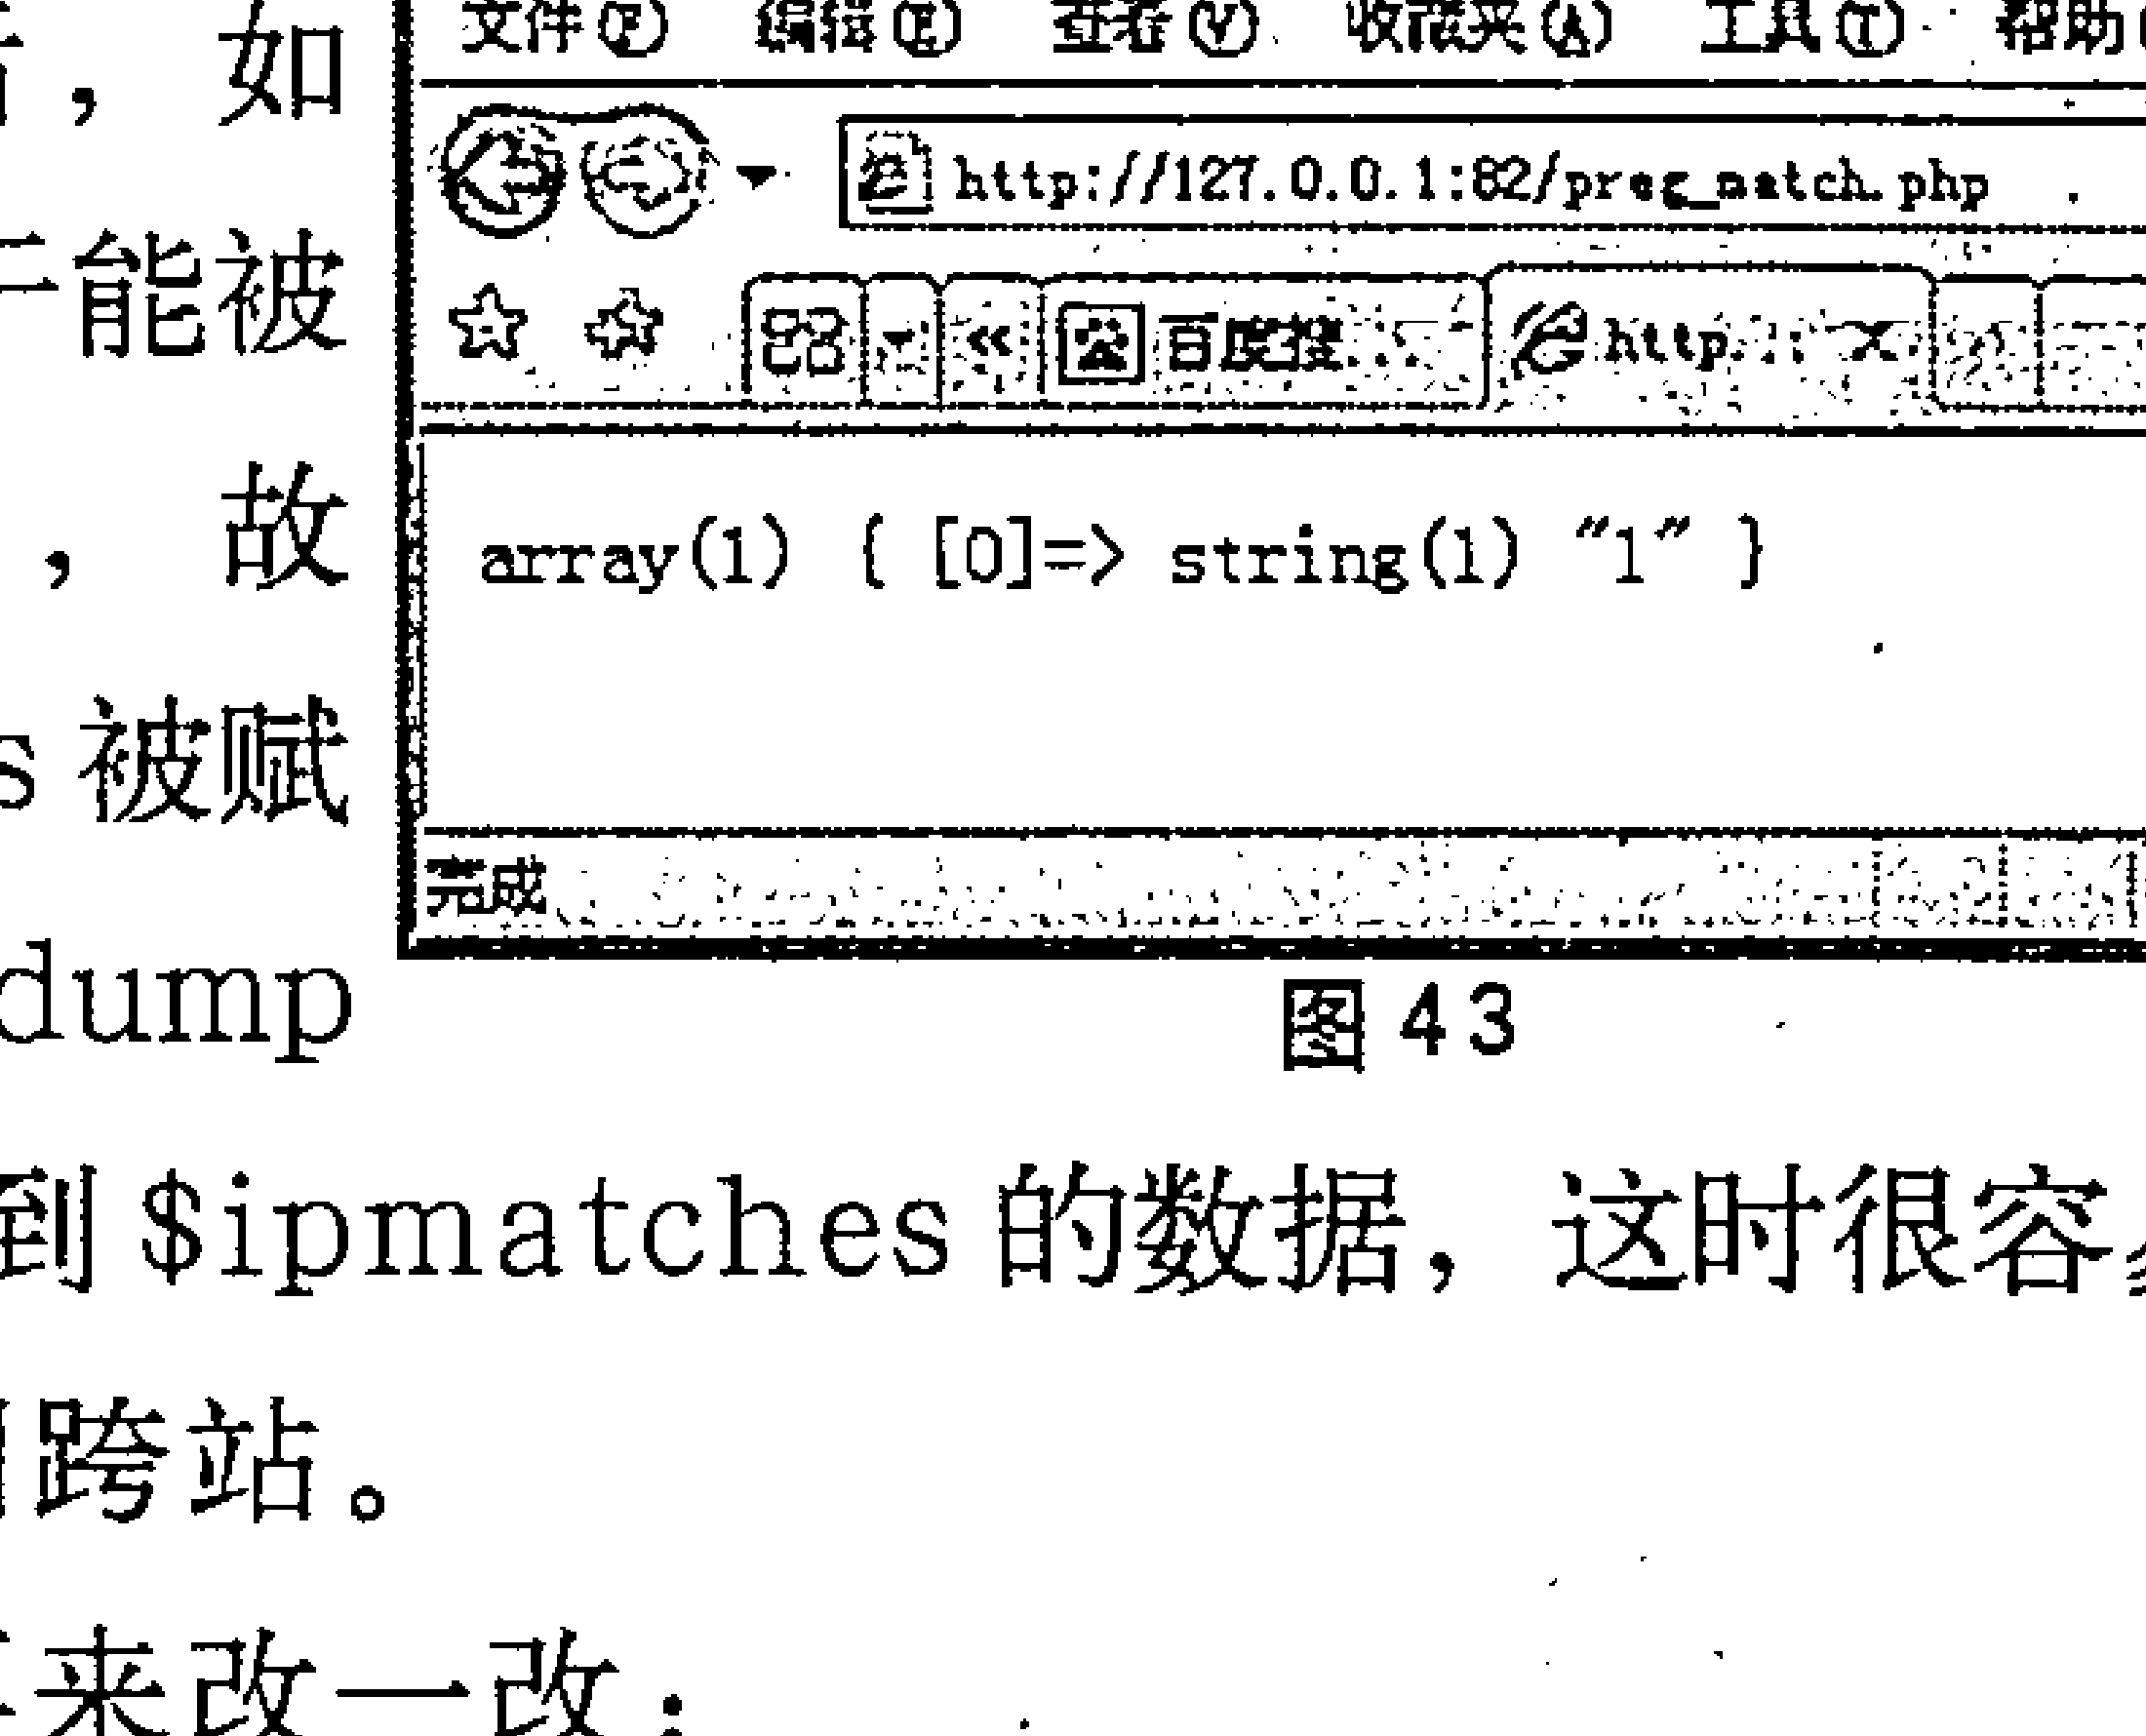 文件(F) 编辑(E) 查看(V) 收藏夹(A) 工具(T) 帮助(
，如
http://127.0.0.1:82/preg_match.php
能被
百度搜... http... X
，故
array(1) { [0]=> string(1) "1" }
s 被赋
完成
dump
图 43
到 $ipmatches 的数据，这时很容
跨站。
来改一改：